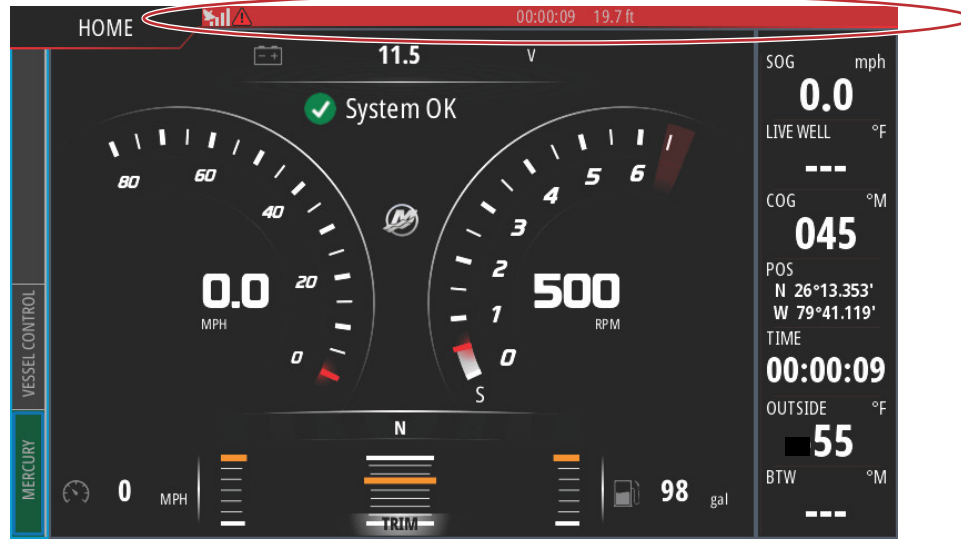 HOME
00:00:09 19.7 ft
11.5 V
System OK
80 60 40 20 0
0.0
MPH
6 5 4 3 2 1 0
500
RPM
S
N
0 MPH
TRIM
98 gal
SOG mph
0.0
LIVE WELL °F
---
COG °M
045
POS
N 26°13.353'
W 79°41.119'
TIME
00:00:09
OUTSIDE °F
55
BTW °M
---
VESSEL CONTROL
MERCURY